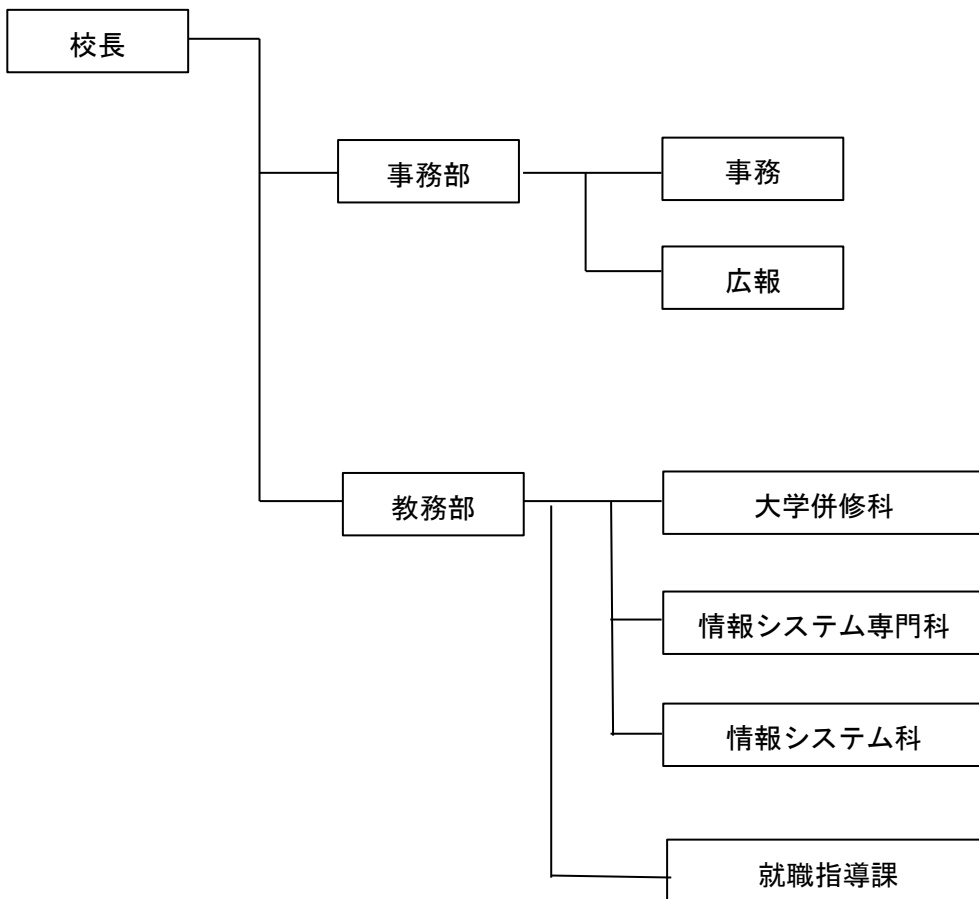 校長
事務部
事務
広報
教務部
大学併修科
情報システム専門科
情報システム科
就職指導課